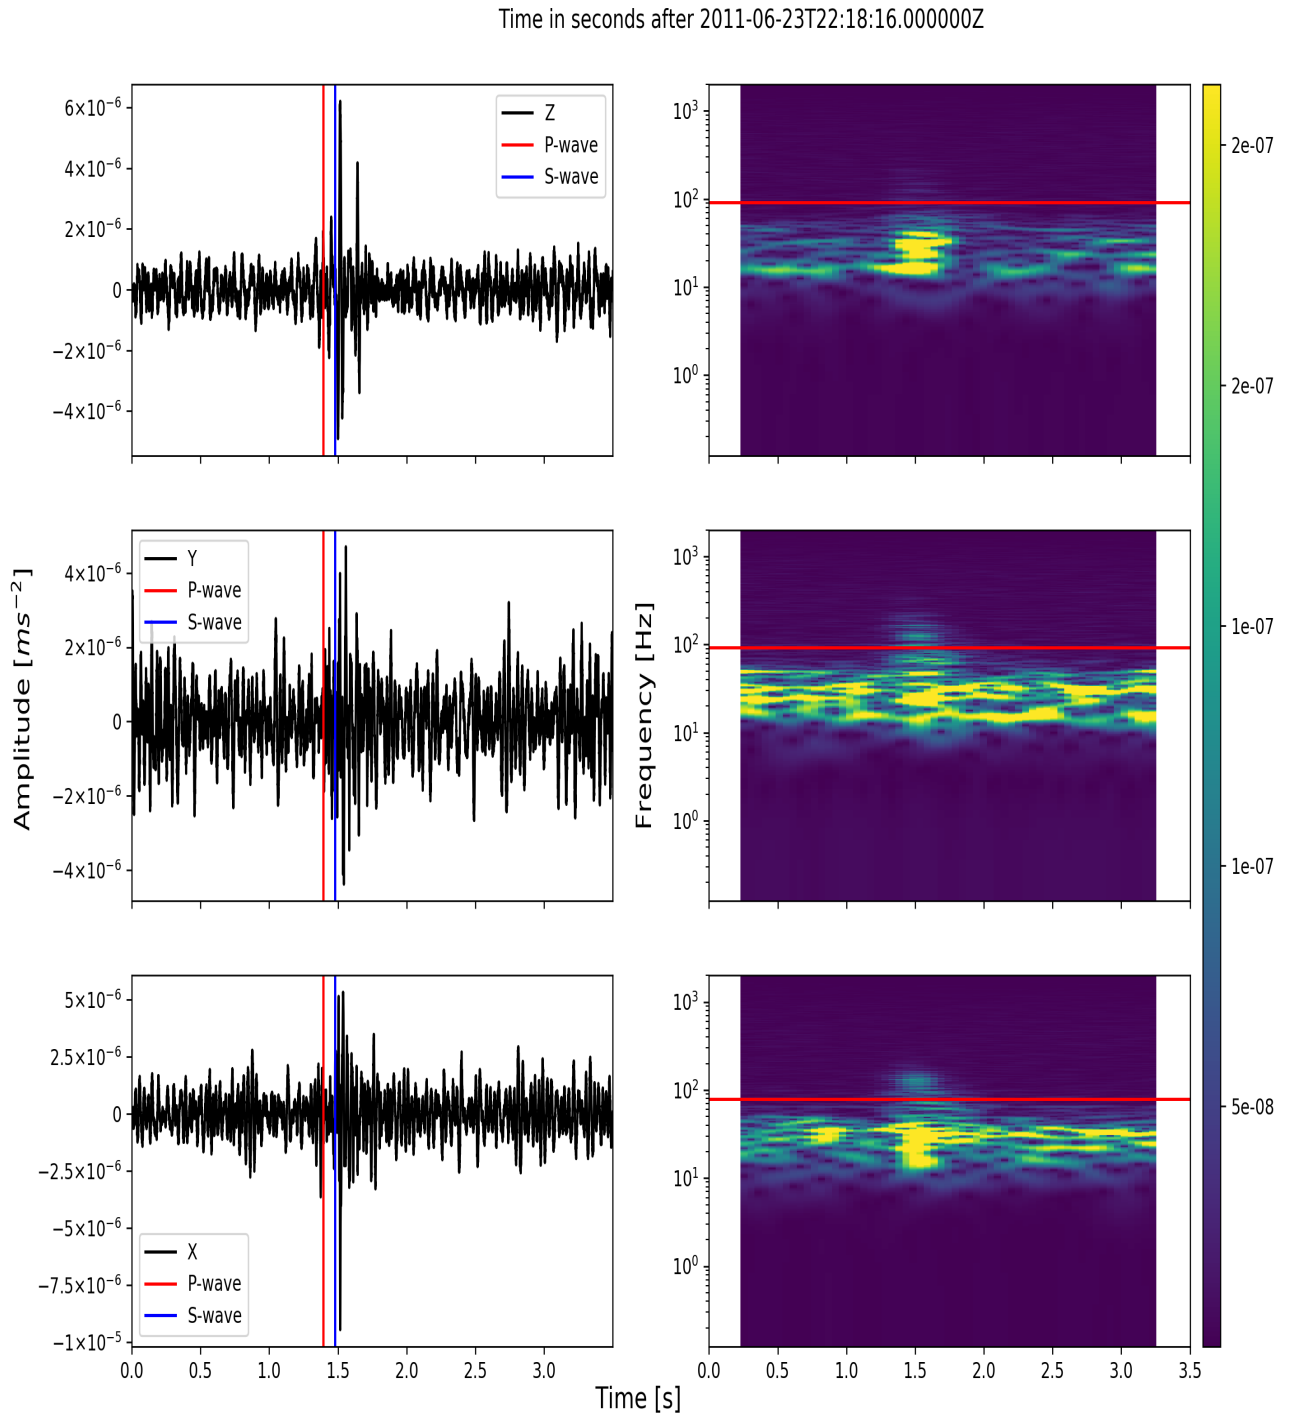 Time in seconds after 2011-06-23T22:18:16.000000Z
6×10⁻⁶
4×10⁻⁶
2×10⁻⁶
0
−2×10⁻⁶
−4×10⁻⁶
Z
P-wave
S-wave
10³
10²
10¹
10⁰
2e-07
2e-07
1e-07
1e-07
5e-08
Amplitude [ms⁻²]
4×10⁻⁶
2×10⁻⁶
0
−2×10⁻⁶
−4×10⁻⁶
Y
P-wave
S-wave
Frequency [Hz]
10³
10²
10¹
10⁰
5×10⁻⁶
2.5×10⁻⁶
0
−2.5×10⁻⁶
−5×10⁻⁶
−7.5×10⁻⁶
−1×10⁻⁵
X
P-wave
S-wave
10³
10²
10¹
10⁰
0.0 0.5 1.0 1.5 2.0 2.5 3.0
0.0 0.5 1.0 1.5 2.0 2.5 3.0 3.5
Time [s]